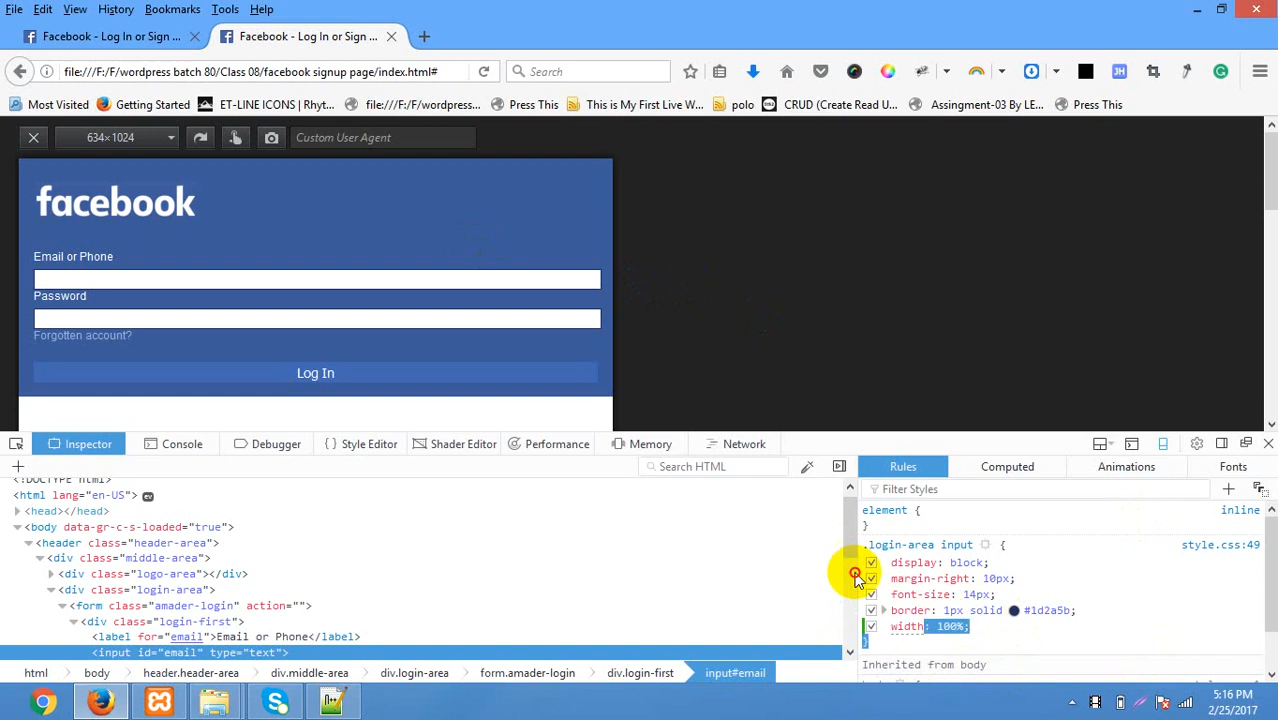 File Edit View History Bookmarks Tools Help
Facebook - Log In or Sign ... Facebook - Log In or Sign ...
file:///F:/F/wordpress batch 80/Class 08/facebook signup page/index.html# Search
Most Visited Getting Started ET-LINE ICONS | Rhyt... file:///F:/F/wordpress... Press This This is My First Live W... polo CRUD (Create Read U... Assingment-03 By LE... Press This
634×1024 Custom User Agent
facebook
Email or Phone
Password
Forgotten account?
Log In
Inspector Console Debugger Style Editor Shader Editor Performance Memory Network
Search HTML Rules Computed Animations Fonts
Filter Styles
<!DOCTYPE html>
<html lang="en-US"> ev
<head></head>
<body data-gr-c-s-loaded="true">
<header class="header-area">
<div class="middle-area">
<div class="logo-area"></div>
<div class="login-area">
<form class="amader-login" action="">
<div class="login-first">
<label for="email">Email or Phone</label>
<input id="email" type="text">
element { inline
}
.login-area input { style.css:49
display: block;
margin-right: 10px;
font-size: 14px;
border: 1px solid #1d2a5b;
width: 100%;
}
Inherited from body
html body header.header-area div.middle-area div.login-area form.amader-login div.login-first input#email
5:16 PM
2/25/2017